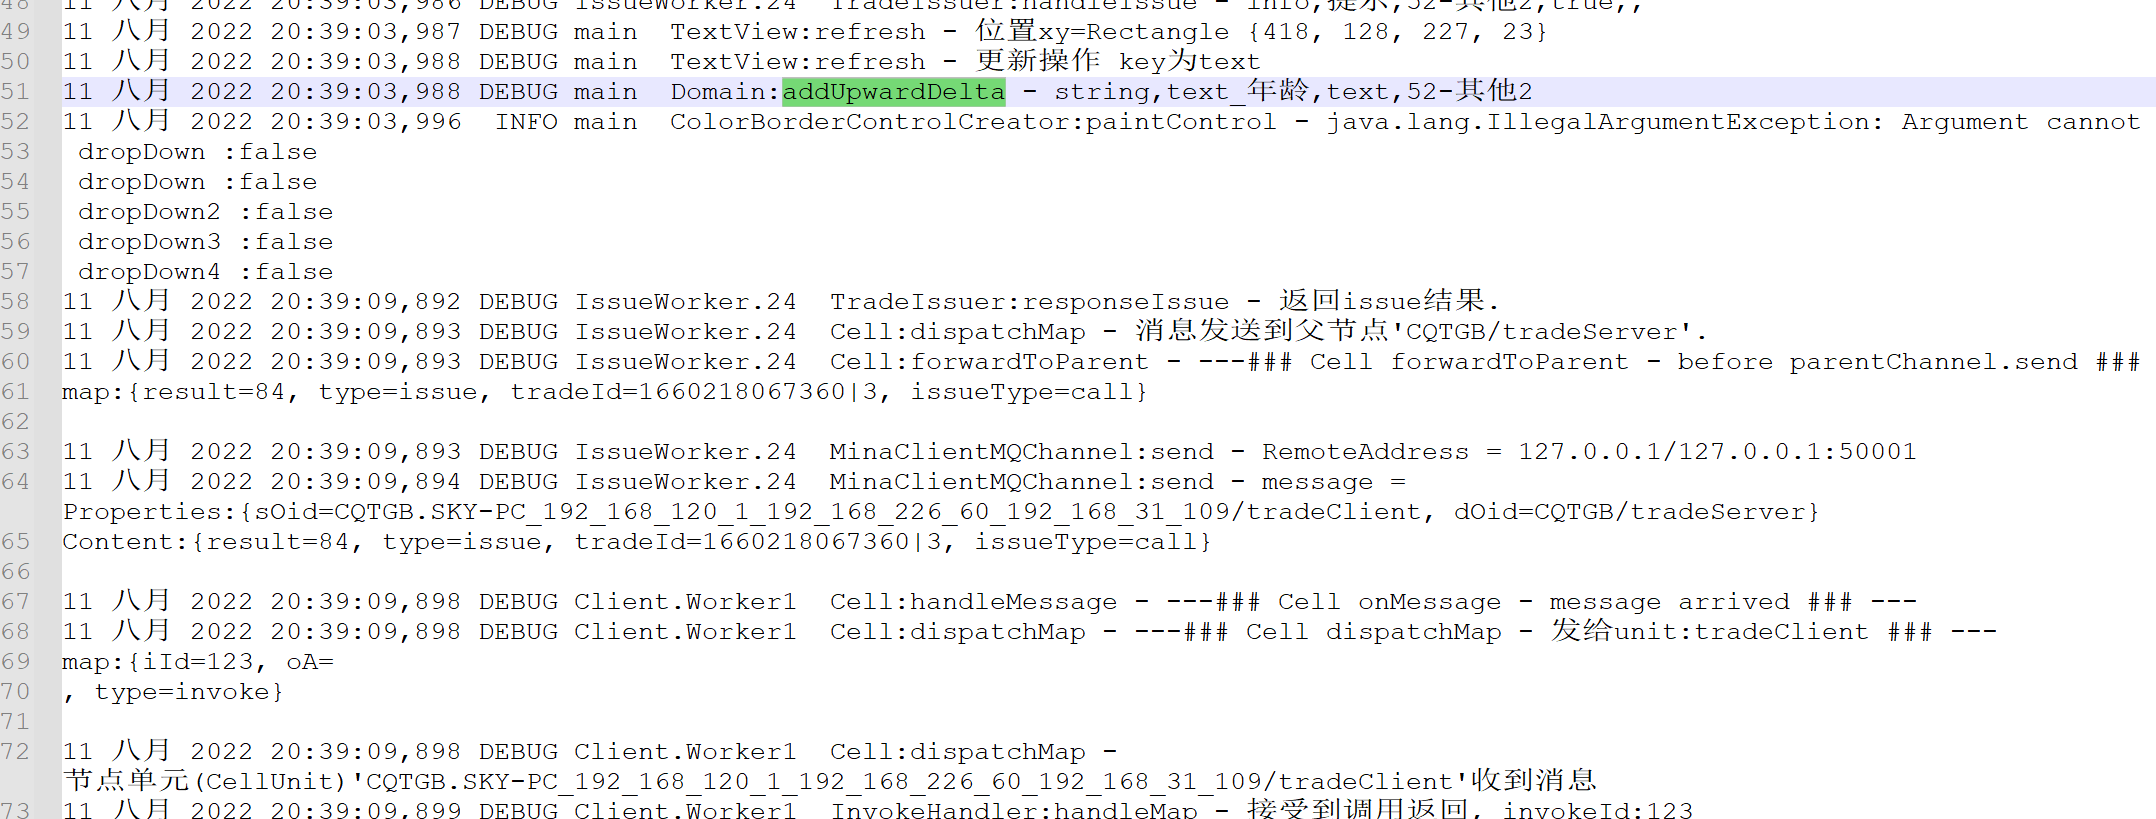 48 11 八月 2022 20:39:03,986 DEBUG IssueWorker.24  TradeIssuer:handleIssue - info,提示,52-其他2,true,,
49 11 八月 2022 20:39:03,987 DEBUG main  TextView:refresh - 位置xy=Rectangle {418, 128, 227, 23}
50 11 八月 2022 20:39:03,988 DEBUG main  TextView:refresh - 更新操作 key为text
51 11 八月 2022 20:39:03,988 DEBUG main  Domain:addUpwardDelta - string,text_年龄,text,52-其他2
52 11 八月 2022 20:39:03,996  INFO main  ColorBorderControlCreator:paintControl - java.lang.IllegalArgumentException: Argument cannot
53  dropDown :false
54  dropDown :false
55  dropDown2 :false
56  dropDown3 :false
57  dropDown4 :false
58 11 八月 2022 20:39:09,892 DEBUG IssueWorker.24  TradeIssuer:responseIssue - 返回issue结果.
59 11 八月 2022 20:39:09,893 DEBUG IssueWorker.24  Cell:dispatchMap - 消息发送到父节点'CQTGB/tradeServer'.
60 11 八月 2022 20:39:09,893 DEBUG IssueWorker.24  Cell:forwardToParent - ---### Cell forwardToParent - before parentChannel.send ###
61 map:{result=84, type=issue, tradeId=1660218067360|3, issueType=call}
62
63 11 八月 2022 20:39:09,893 DEBUG IssueWorker.24  MinaClientMQChannel:send - RemoteAddress = 127.0.0.1/127.0.0.1:50001
64 11 八月 2022 20:39:09,894 DEBUG IssueWorker.24  MinaClientMQChannel:send - message =
Properties:{sOid=CQTGB.SKY-PC_192_168_120_1_192_168_226_60_192_168_31_109/tradeClient, dOid=CQTGB/tradeServer}
65 Content:{result=84, type=issue, tradeId=1660218067360|3, issueType=call}
66
67 11 八月 2022 20:39:09,898 DEBUG Client.Worker1  Cell:handleMessage - ---### Cell onMessage - message arrived ### ---
68 11 八月 2022 20:39:09,898 DEBUG Client.Worker1  Cell:dispatchMap - ---### Cell dispatchMap - 发给unit:tradeClient ### ---
69 map:{iId=123, oA=
70 , type=invoke}
71
72 11 八月 2022 20:39:09,898 DEBUG Client.Worker1  Cell:dispatchMap -
节点单元(CellUnit)'CQTGB.SKY-PC_192_168_120_1_192_168_226_60_192_168_31_109/tradeClient'收到消息
73 11 八月 2022 20:39:09,899 DEBUG Client.Worker1  InvokeHandler:handleMap - 接受到调用返回, invokeId:123